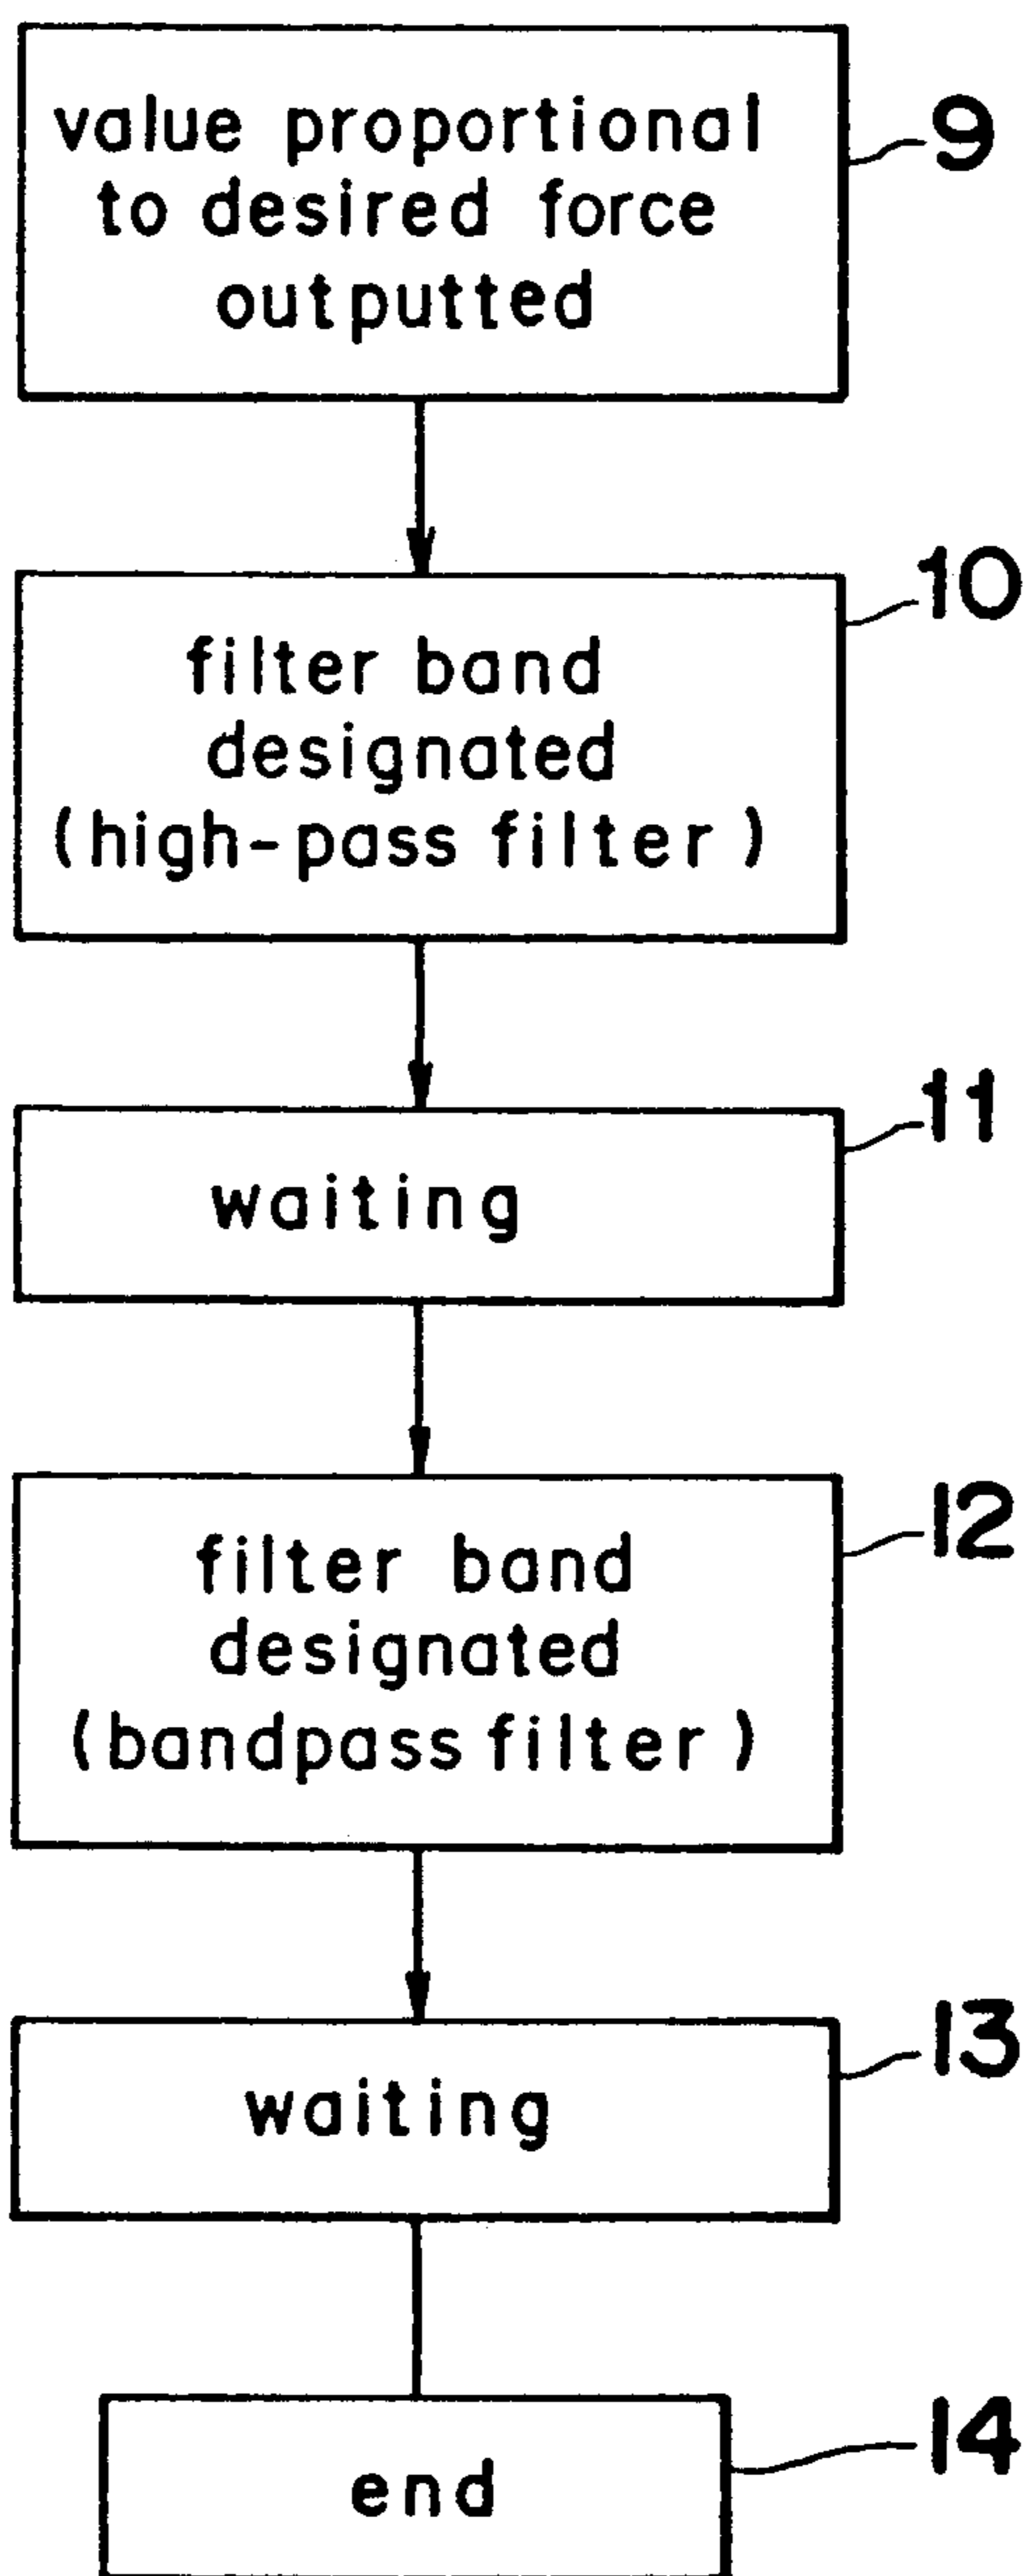 value proportional
to desired force
outputted
9
filter band
designated
(high-pass filter)
10
waiting
11
filter band
designated
(bandpass filter)
12
waiting
13
end
14